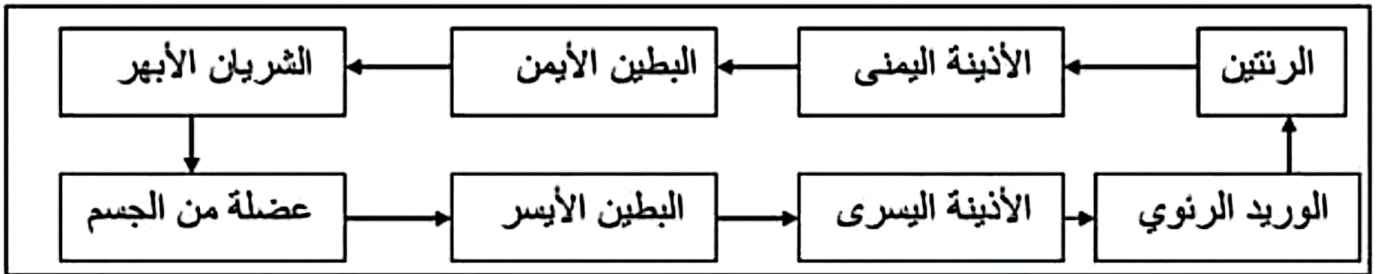 الرئتين
الأذينة اليمنى
البطين الأيمن
الشريان الأبهر
عضلة من الجسم
البطين الأيسر
الأذينة اليسرى
الوريد الرئوي